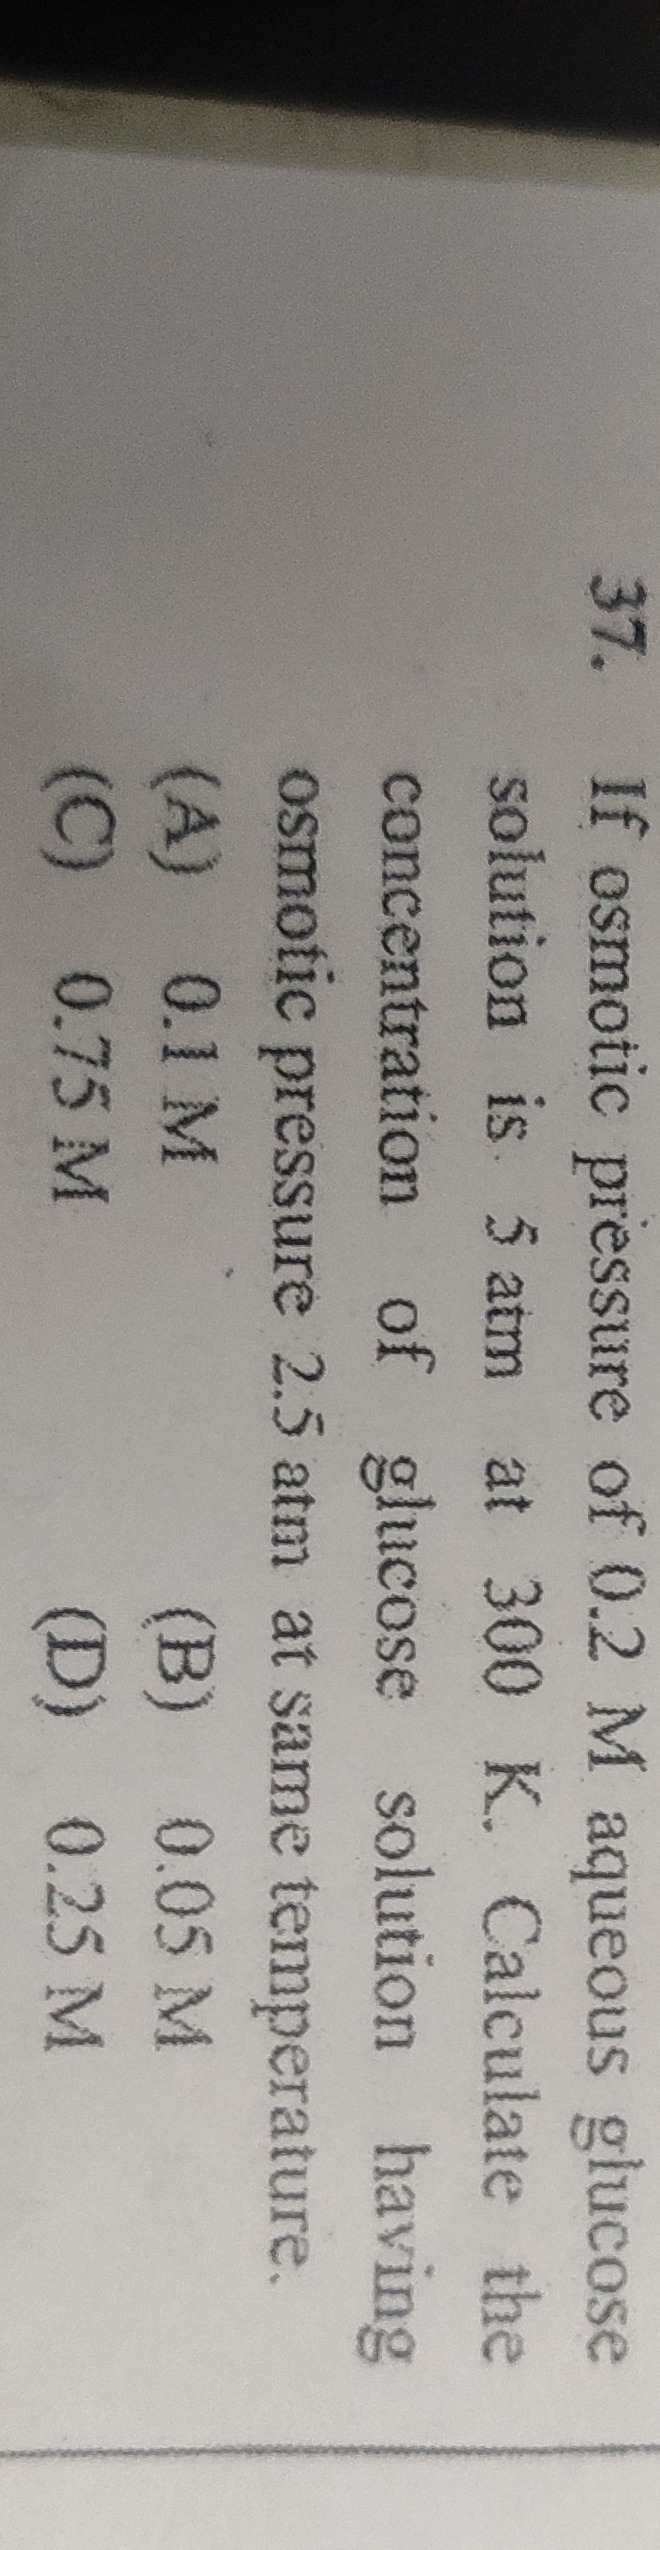 37. If osmotic pressure of 0.2 M aqueous glucose
solution is 5 atm at 300 K. Calculate the
concentration of glucose solution having
osmotic pressure 2.5 atm at same temperature.
(A) 0.1 M (B) 0.05 M
(C) 0.75 M (D) 0.25 M